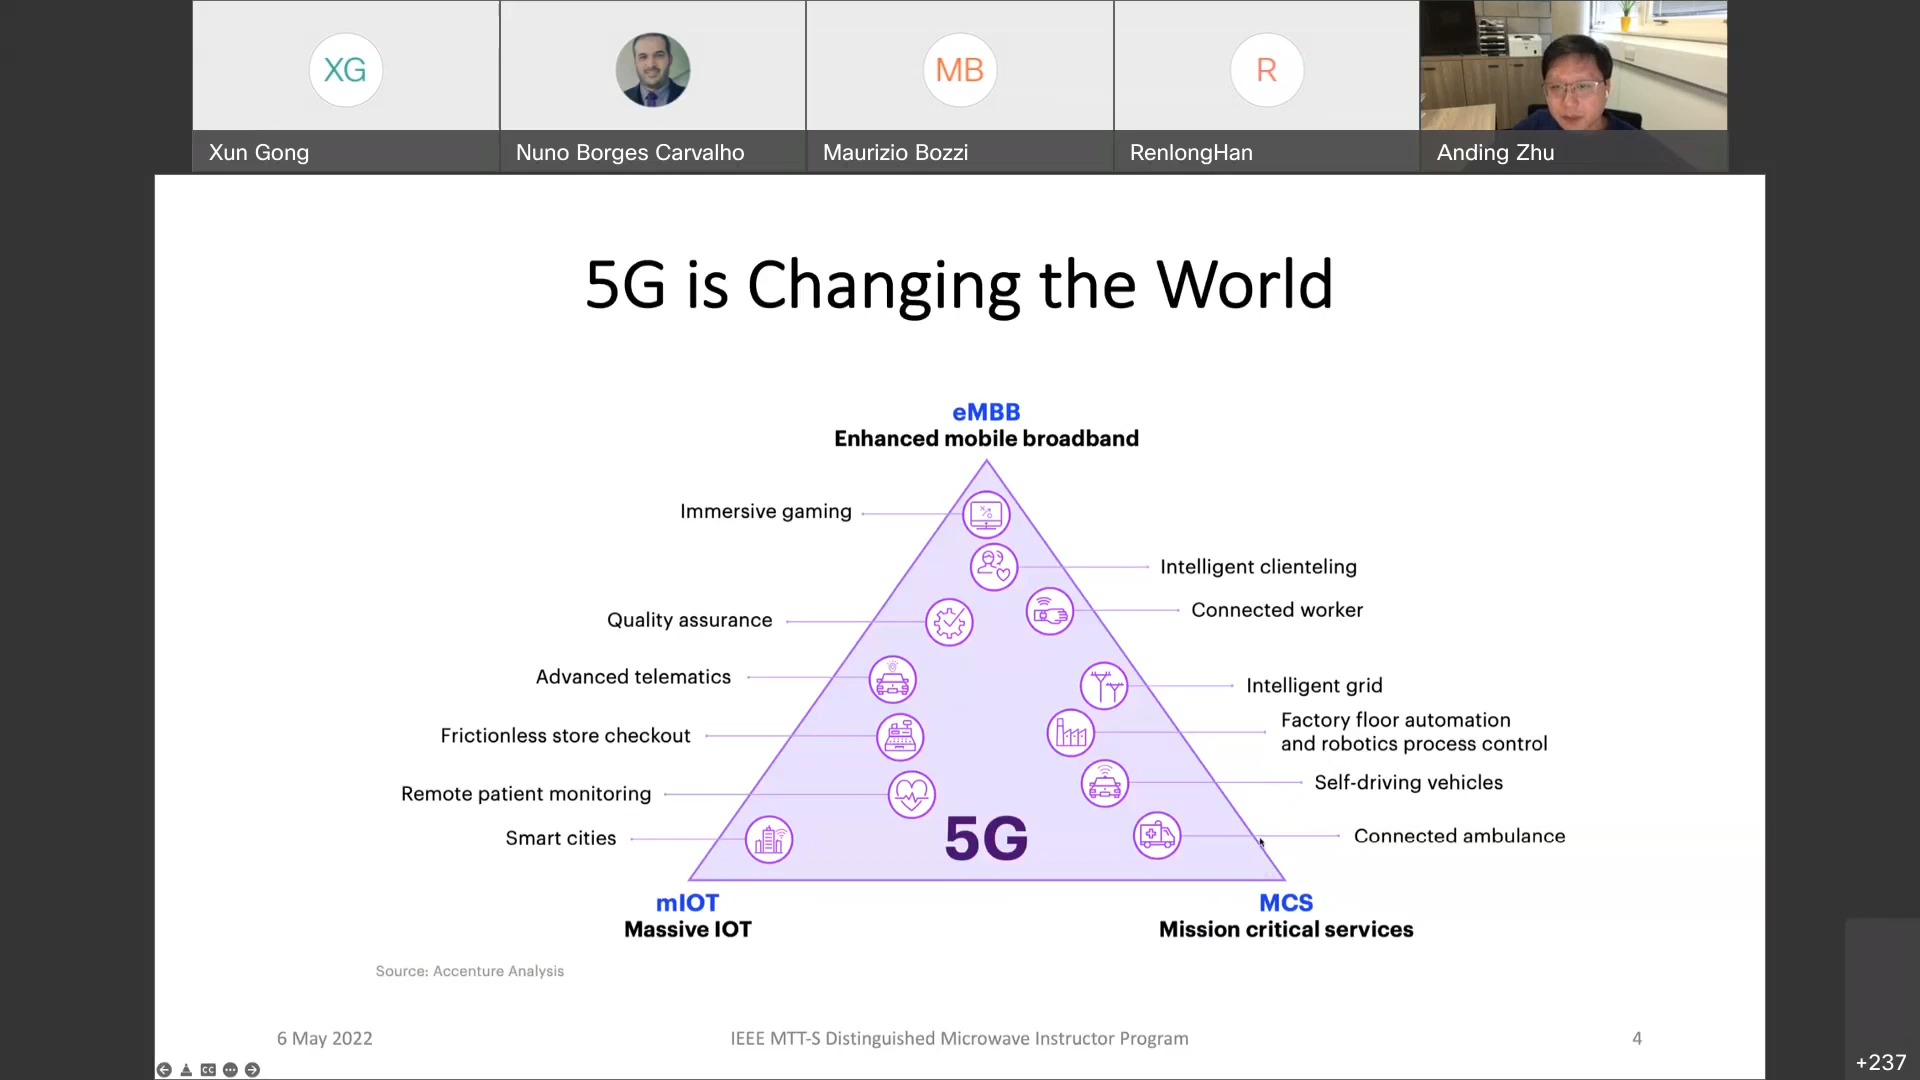 XG
MB
R
Xun Gong
Nuno Borges Carvalho
Maurizio Bozzi
RenlongHan
Anding Zhu
5G is Changing the World
eMBB
Enhanced mobile broadband
Immersive gaming
Intelligent clienteling
Connected worker
Quality assurance
Advanced telematics
Intelligent grid
Factory floor automation
and robotics process control
Frictionless store checkout
Self-driving vehicles
Remote patient monitoring
Smart cities
5G
Connected ambulance
mIOT
Massive IOT
MCS
Mission critical services
Source: Accenture Analysis
6 May 2022
IEEE MTT-S Distinguished Microwave Instructor Program
4
CC
+237